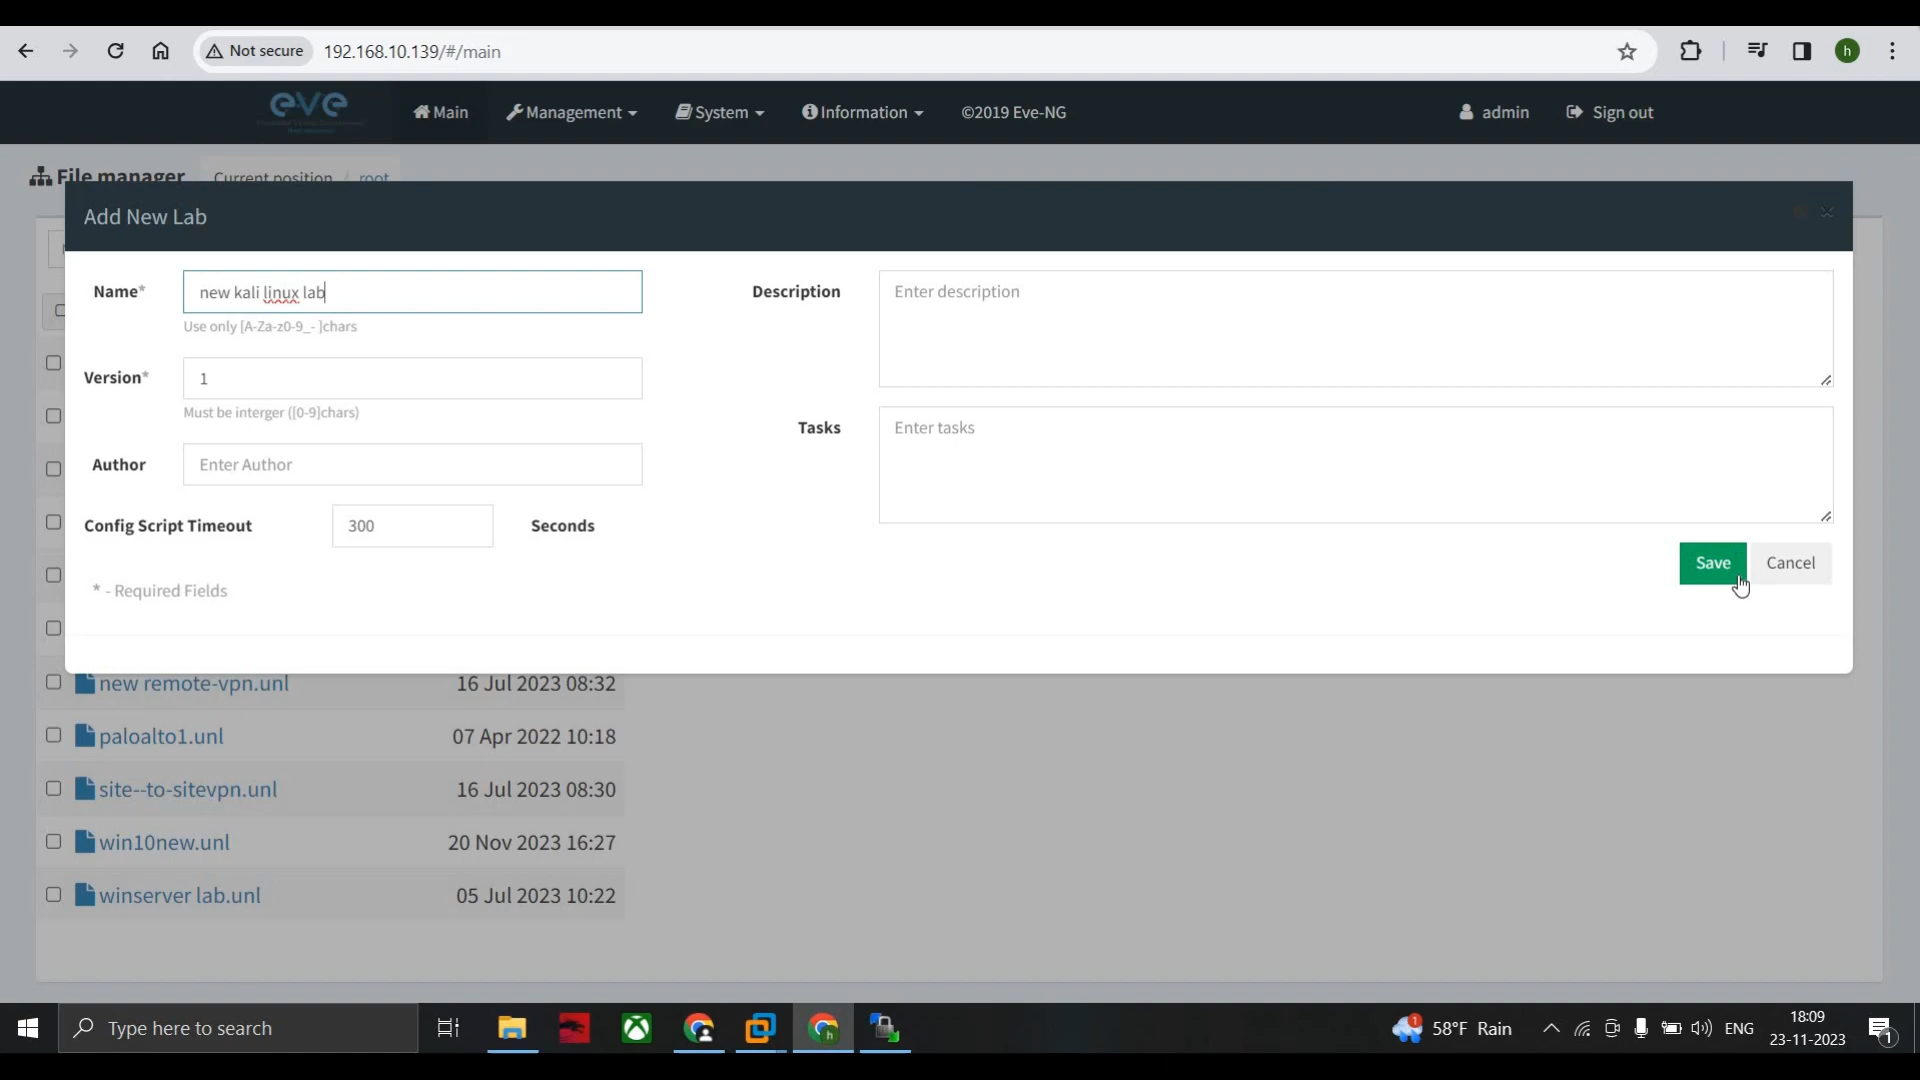 Not secure 192.168.10.139/#/main h
eve Main Management System Information ©2019 Eve-NG admin Sign out
File manager Current position / root
Add New Lab ×
Name* new kali linux lab Description Enter description
Use only [A-Za-z0-9_- ]chars
Version* 1
Must be interger ([0-9]chars)
Tasks Enter tasks
Author Enter Author
Config Script Timeout 300 Seconds
Save Cancel
* - Required Fields
new remote-vpn.unl 16 Jul 2023 08:32
paloalto1.unl 07 Apr 2022 10:18
site--to-sitevpn.unl 16 Jul 2023 08:30
win10new.unl 20 Nov 2023 16:27
winserver lab.unl 05 Jul 2023 10:22
Type here to search h 1 58°F Rain ENG 18:09
23-11-2023 1